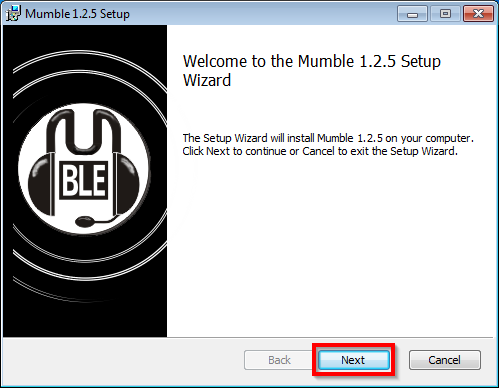 Mumble 1.2.5 Setup
Welcome to the Mumble 1.2.5 Setup
Wizard
The Setup Wizard will install Mumble 1.2.5 on your computer.
Click Next to continue or Cancel to exit the Setup Wizard.
BLE
Back Next Cancel